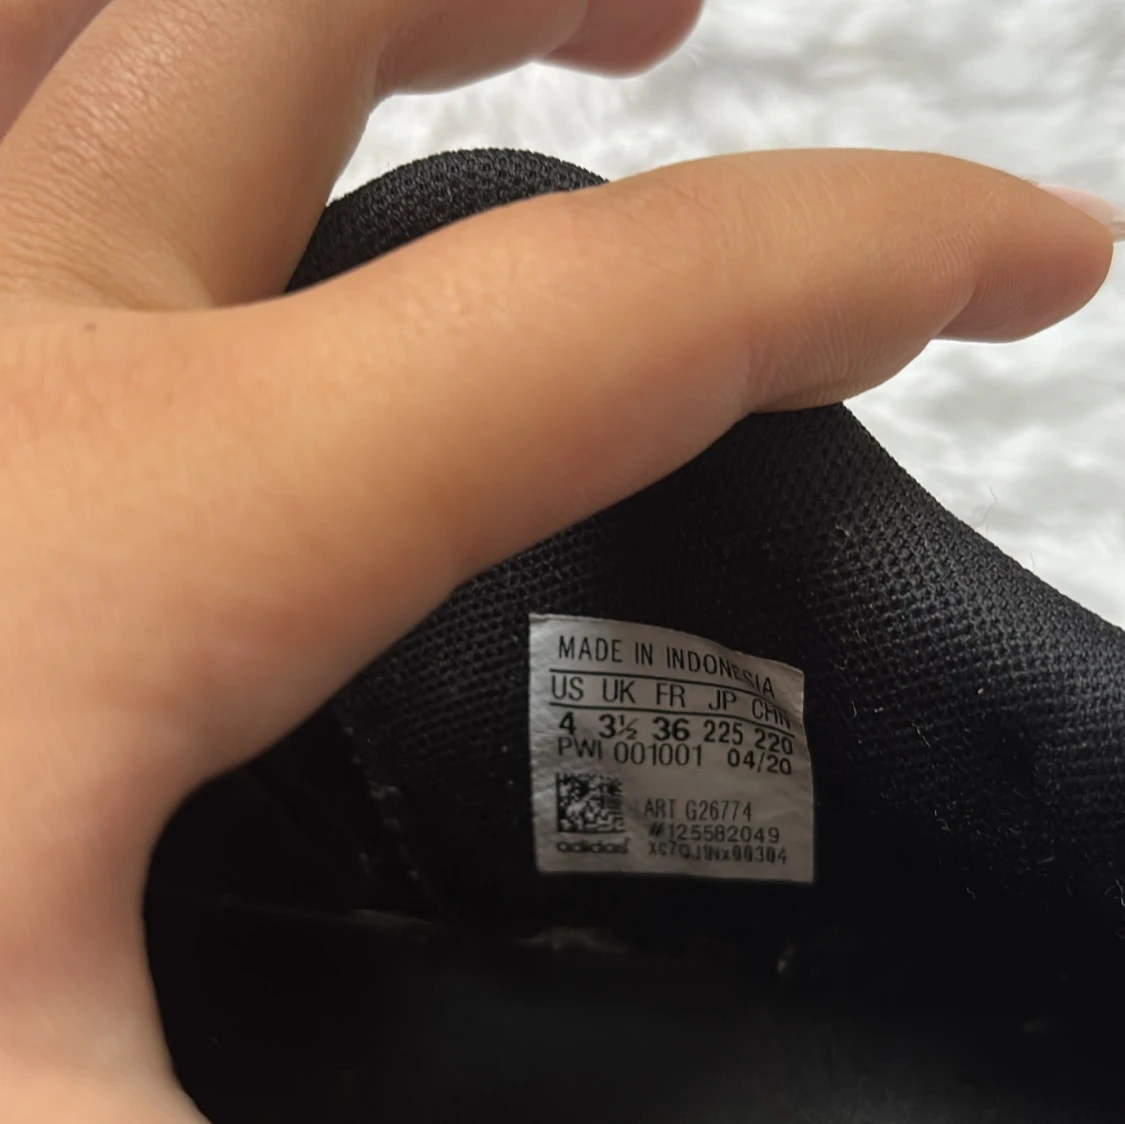 MADE IN INDONESIA
US UK FR JP CHN
4 3½ 36 225 220
PWI 001001 04/20
ART G26774
#125582049
adidas